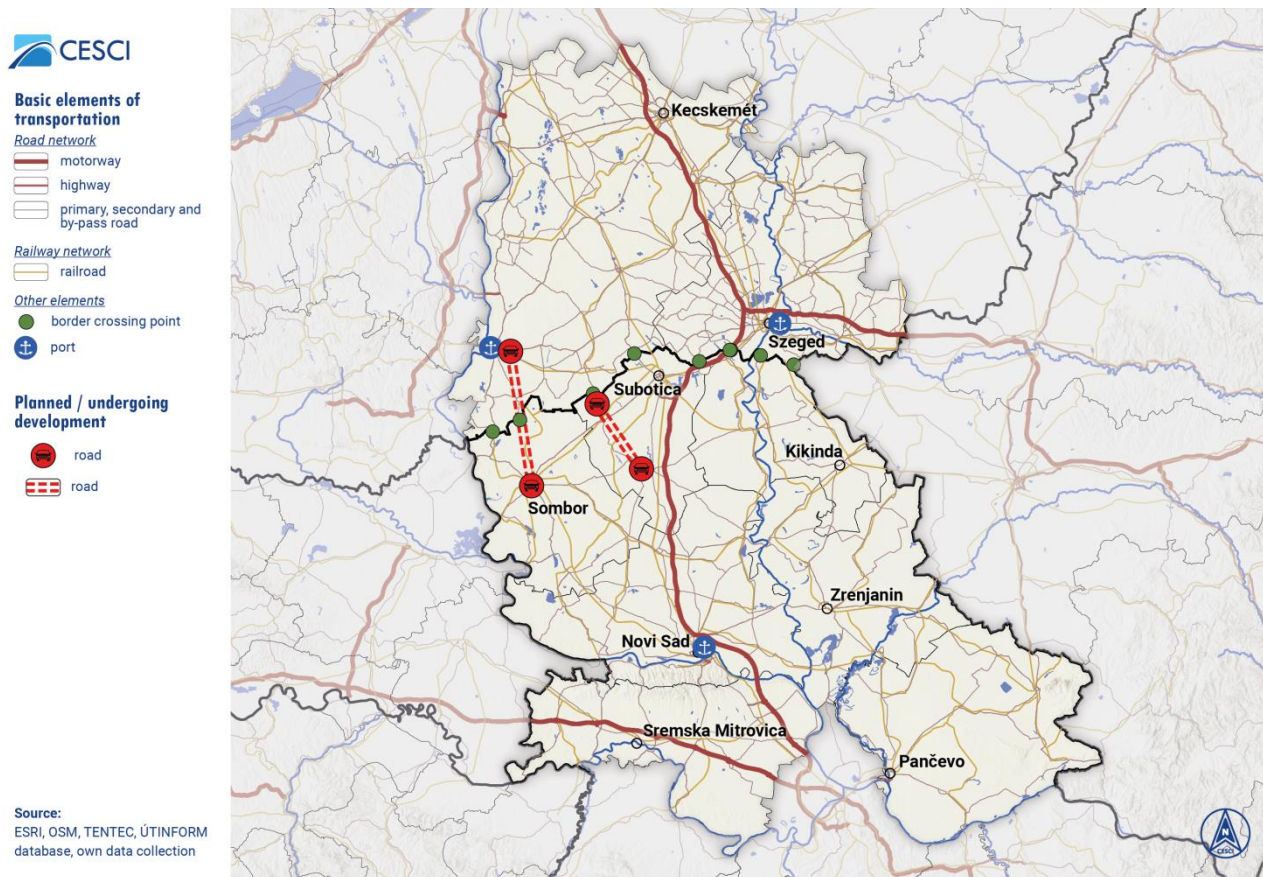 CESCI
Basic elements of
transportation
Road network
motorway
highway
primary, secondary and
by-pass road
Railway network
railroad
Other elements
border crossing point
port
Planned / undergoing
development
road
road
Source:
ESRI, OSM, TENTEC, ÚTINFORM
database, own data collection
Kecskemét
Szeged
Subotica
Kikinda
Sombor
Zrenjanin
Novi Sad
Sremska Mitrovica
Pančevo
N
CESCI